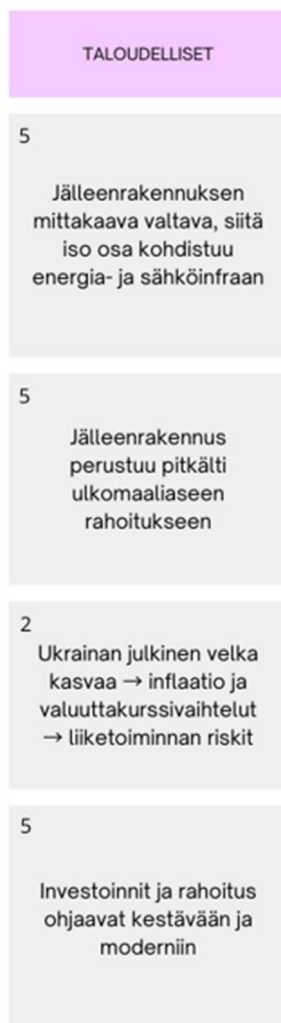 TALOUDELLISET
5
Jälleenrakennuksen
mittakaava valtava, siitä
iso osa kohdistuu
energia- ja sähköinfraan
5
Jälleenrakennus
perustuu pitkälti
ulkomaaliaseen
rahoitukseen
2
Ukrainan julkinen velka
kasvaa → inflaatio ja
valuuttakurssivaihtelut
→ liiketoiminnan riskit
5
Investoinnit ja rahoitus
ohjaavat kestävään ja
moderniin